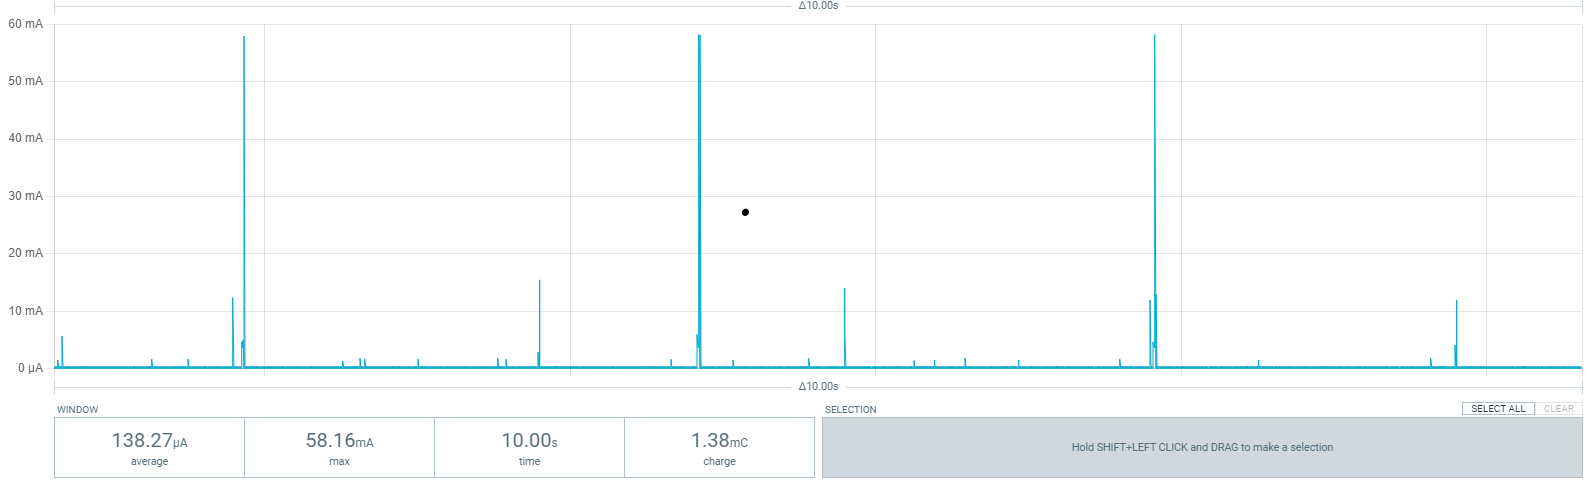 Δ10.00s
60 mA
50 mA
40 mA
30 mA
20 mA
10 mA
0 µA
Δ10.00s
WINDOW
138.27µA
average
58.16mA
max
10.00s
time
1.38mC
charge
SELECTION
SELECT ALL
CLEAR
Hold SHIFT+LEFT CLICK and DRAG to make a selection